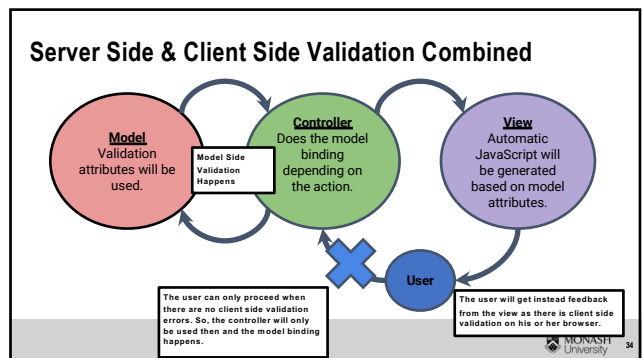 Server Side & Client Side Validation Combined
Model
Validation
attributes will be
used.
Model Side
Validation
Happens
Controller
Does the model
binding
depending on
the action.
View
Automatic
JavaScript will
be generated
based on model
attributes.
User
The user can only proceed when
there are no client side validation
errors. So, the controller will only
be used then and the model binding
happens.
The user will get instead feedback
from the view as there is client side
validation on his or her browser.
MONASH
University
34